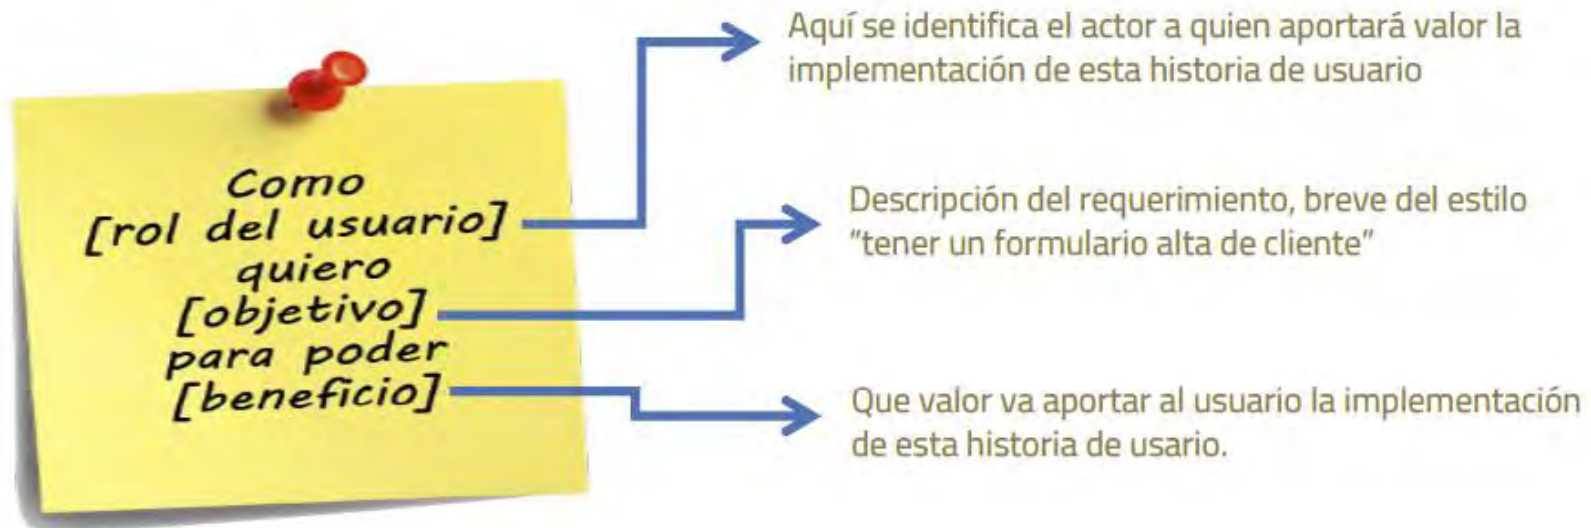 Como
[rol del usuario]
quiero
[objetivo]
para poder
[beneficio]
Aquí se identifica el actor a quien aportará valor la
implementación de esta historia de usuario
Descripción del requerimiento, breve del estilo
“tener un formulario alta de cliente”
Que valor va aportar al usuario la implementación
de esta historia de usario.